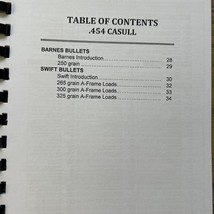 TABLE OF CONTENTS
.454 CASULL
BARNES BULLETS
Barnes Introduction 28
250 grain 29
SWIFT BULLETS
Swift Introduction 30
265 grain A-Frame Loads 32
300 grain A-Frame Loads 33
325 grain A-Frame Loads 34